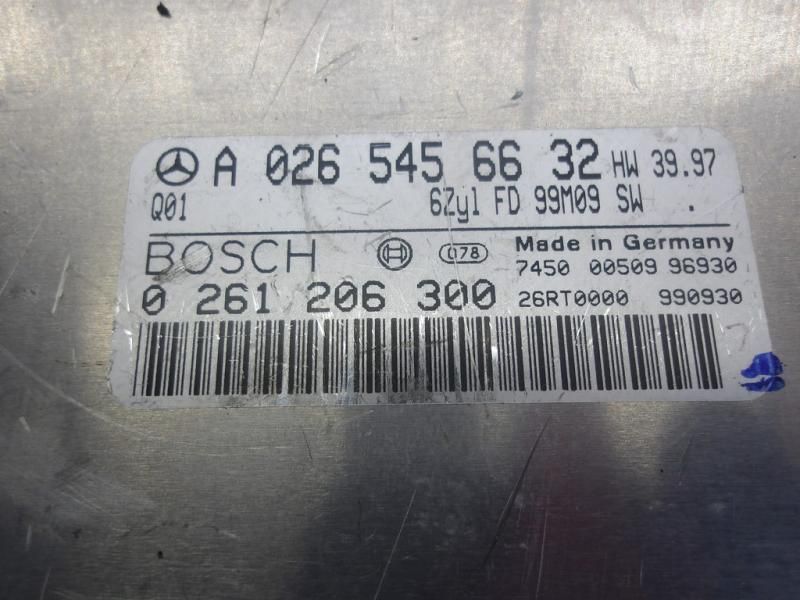 A 026 545 66 32 HW 39.97
Q01 6Zyl FD 99M09 SW .
BOSCH 078 Made in Germany
7450 00509 96930
0 261 206 300 26RT0000 990930